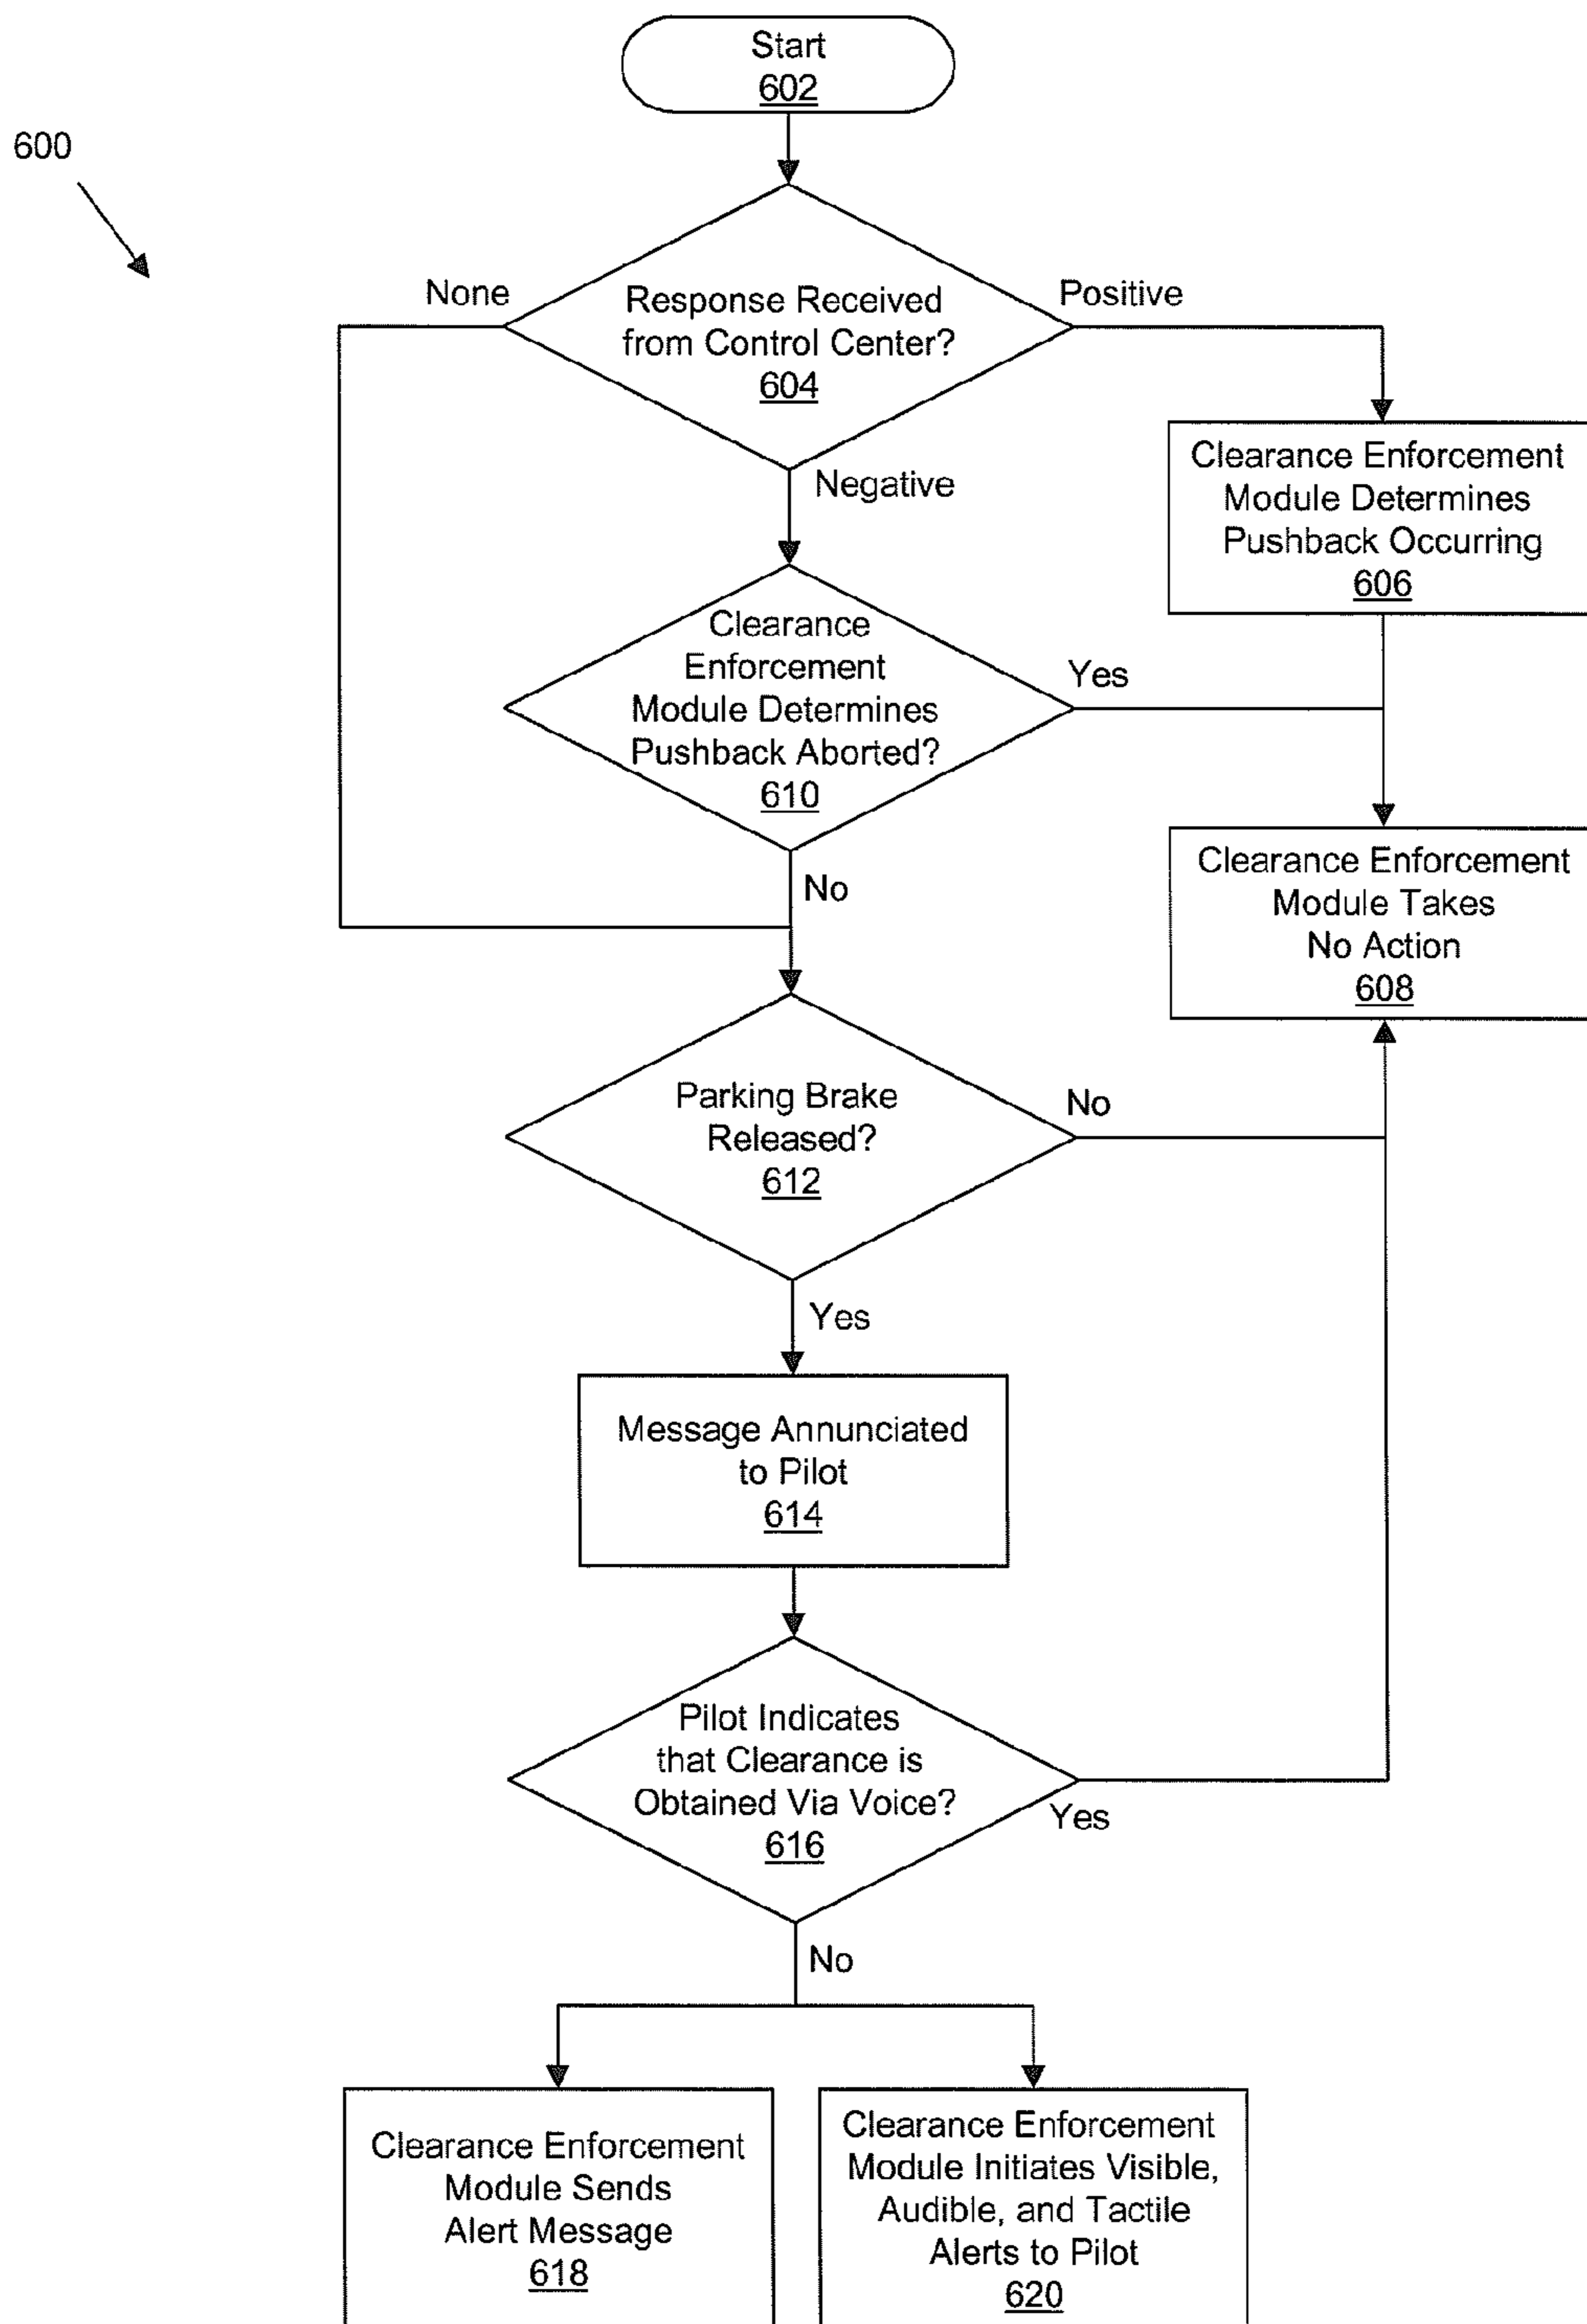 Start
602
600
None
Positive
Response Received
from Control Center?
604
Negative
Clearance Enforcement
Module Determines
Pushback Occurring
606
Clearance
Enforcement
Module Determines
Pushback Aborted?
610
Yes
No
Clearance Enforcement
Module Takes
No Action
608
Parking Brake
Released?
612
No
Yes
Message Annunciated
to Pilot
614
Pilot Indicates
that Clearance is
Obtained Via Voice?
616
Yes
No
Clearance Enforcement
Module Sends
Alert Message
618
Clearance Enforcement
Module Initiates Visible,
Audible, and Tactile
Alerts to Pilot
620